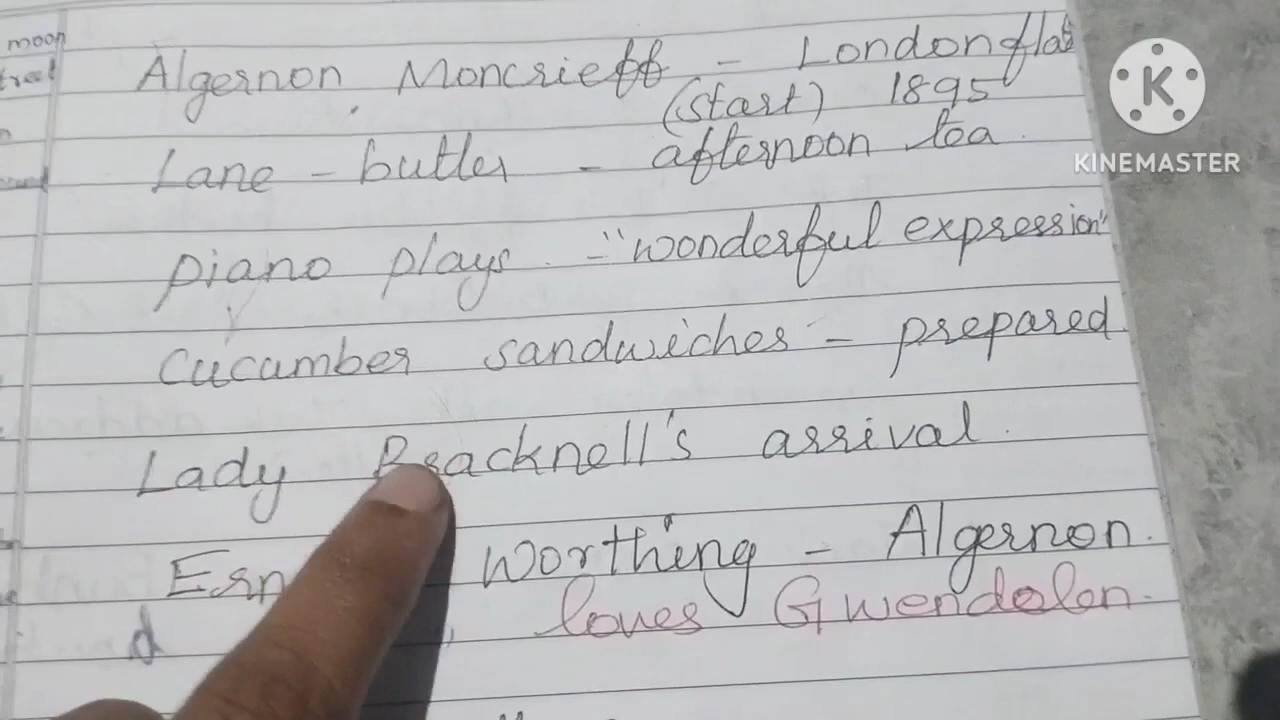 moon
Algernon Moncrieff - London flat
(start) 1895
Lane - butler - afternoon tea.
piano plays. - "wonderful expression"
Cucumber sandwiches - prepared.
Lady Bracknell's arrival.
Worthing - Algernon.
loves Gwendolen.
K
KINEMASTER